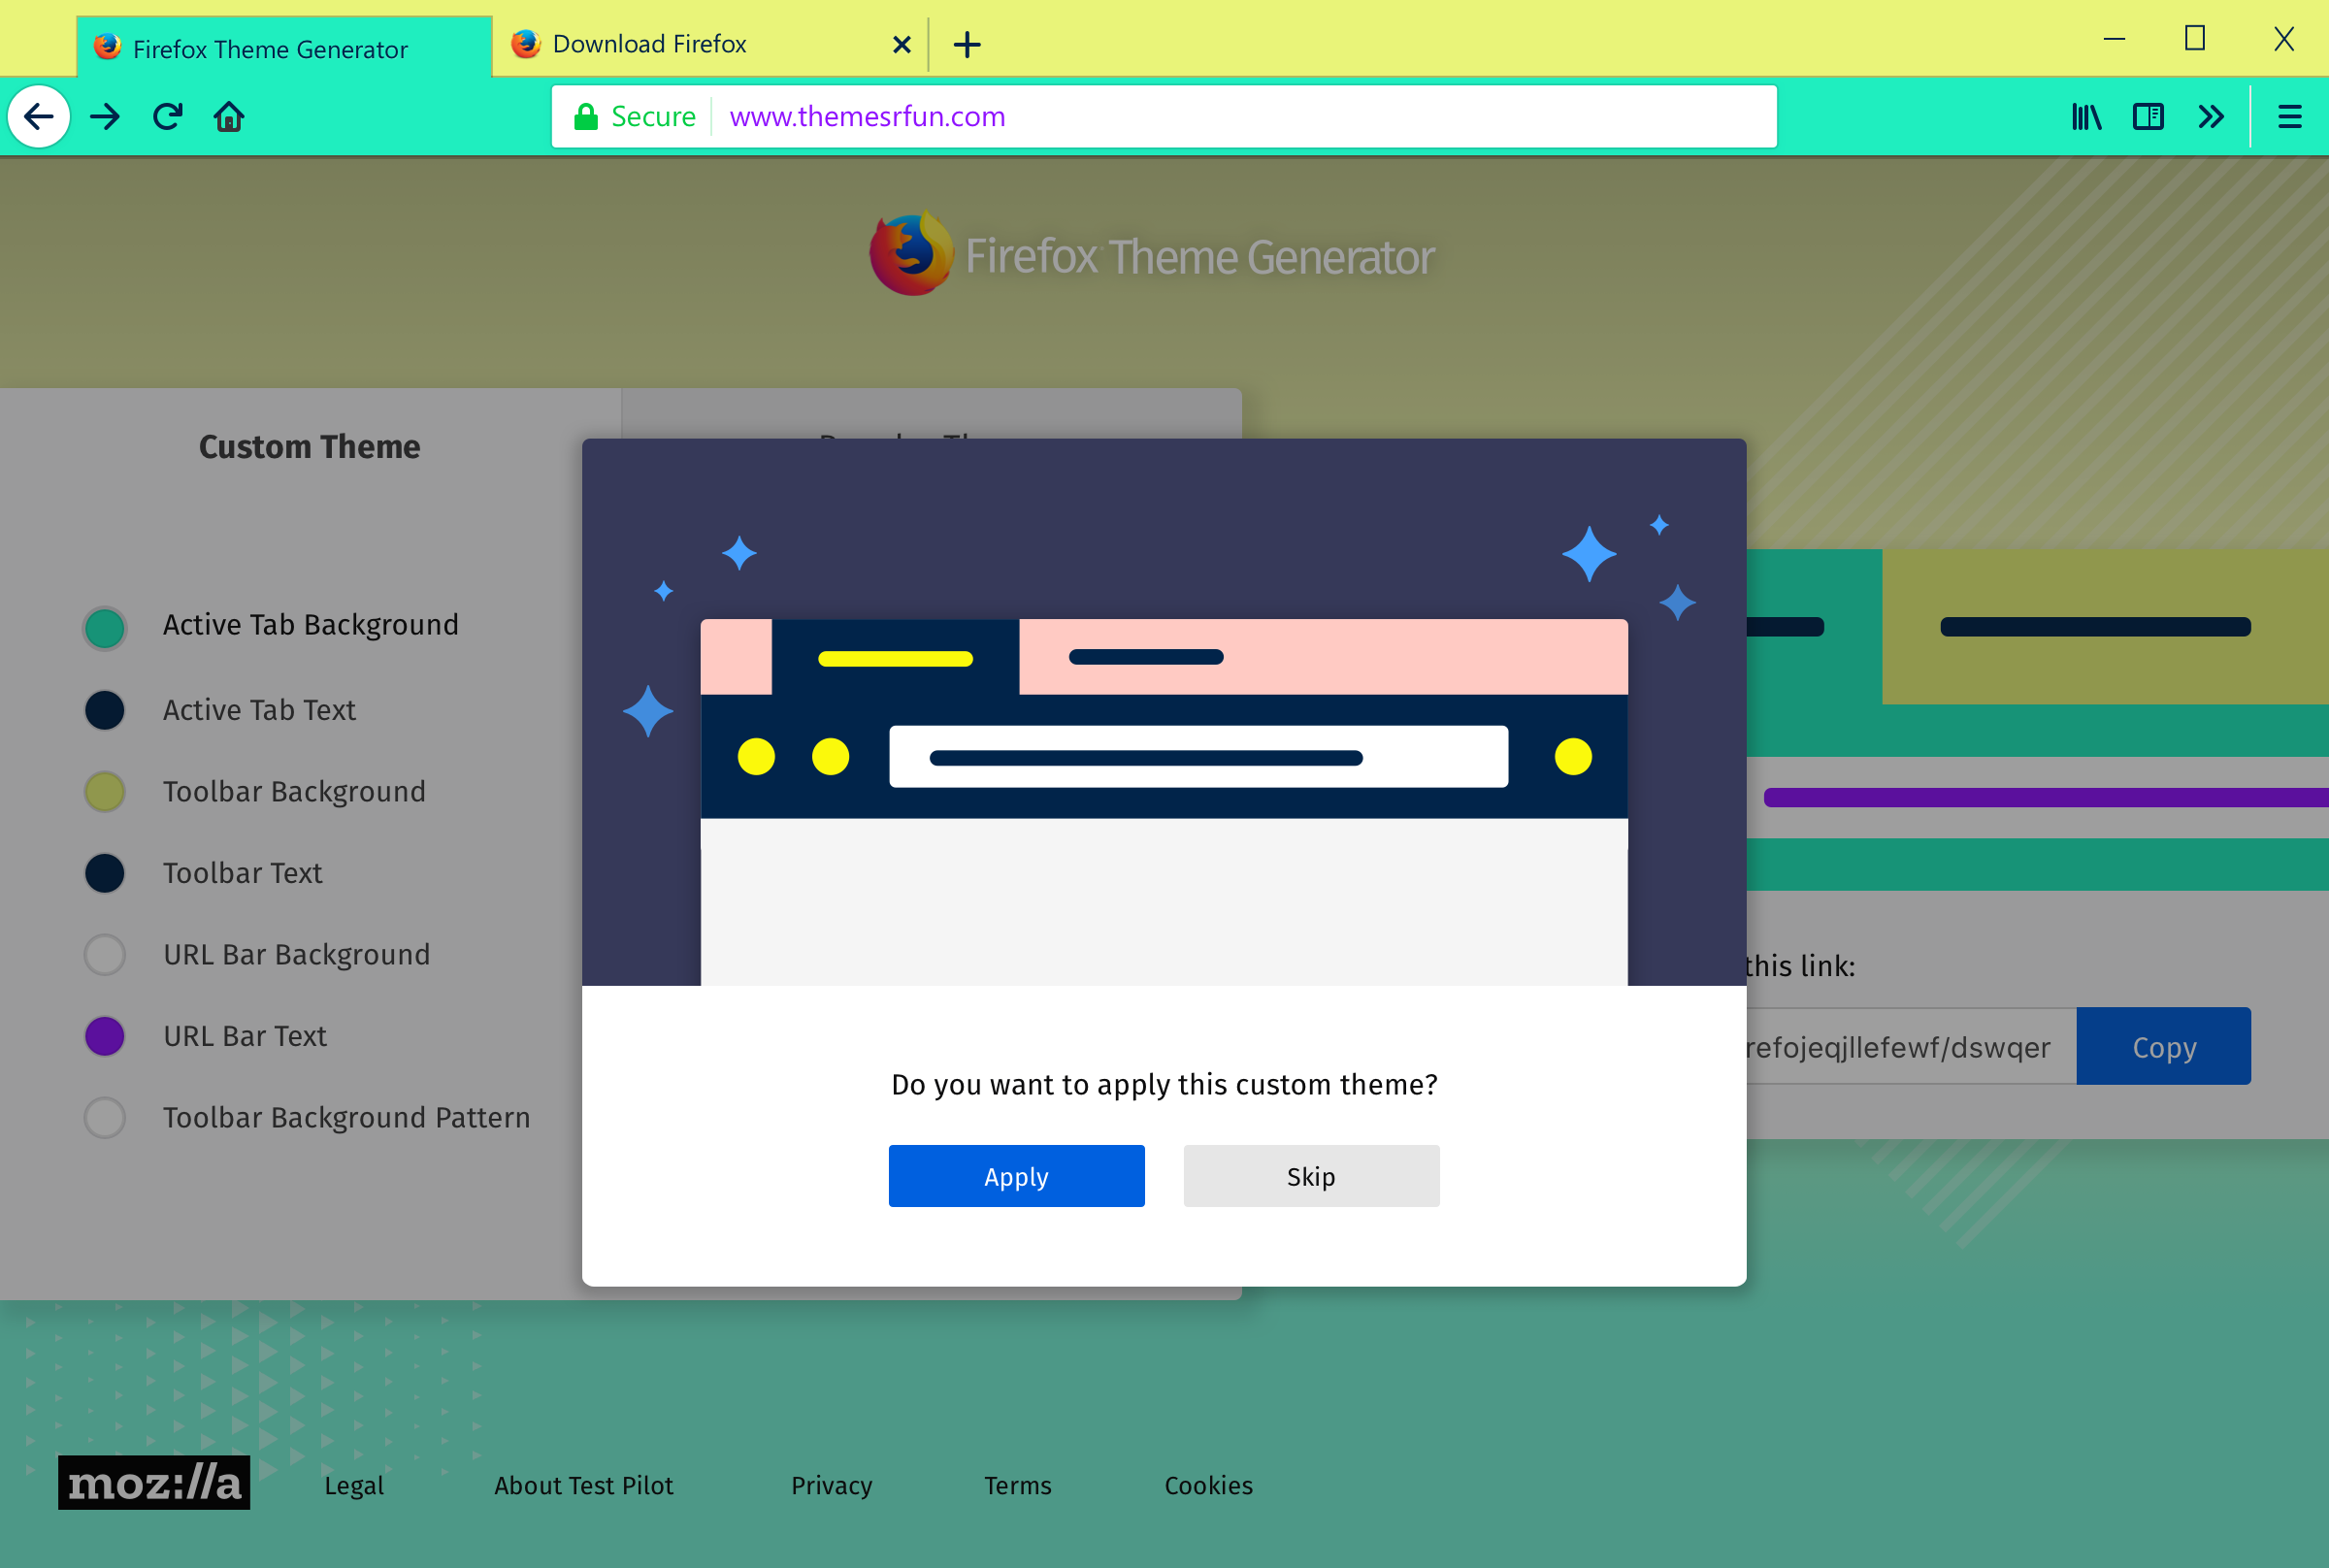 Firefox Theme Generator
Download Firefox
Secure
www.themesrfun.com
Firefox Theme Generator
Custom Theme
Active Tab Background
Active Tab Text
Toolbar Background
Toolbar Text
URL Bar Background
URL Bar Text
Toolbar Background Pattern
Do you want to apply this custom theme?
Apply
Skip
this link:
refojeqjllefewf/dswqer
Copy
moz://a
Legal
About Test Pilot
Privacy
Terms
Cookies